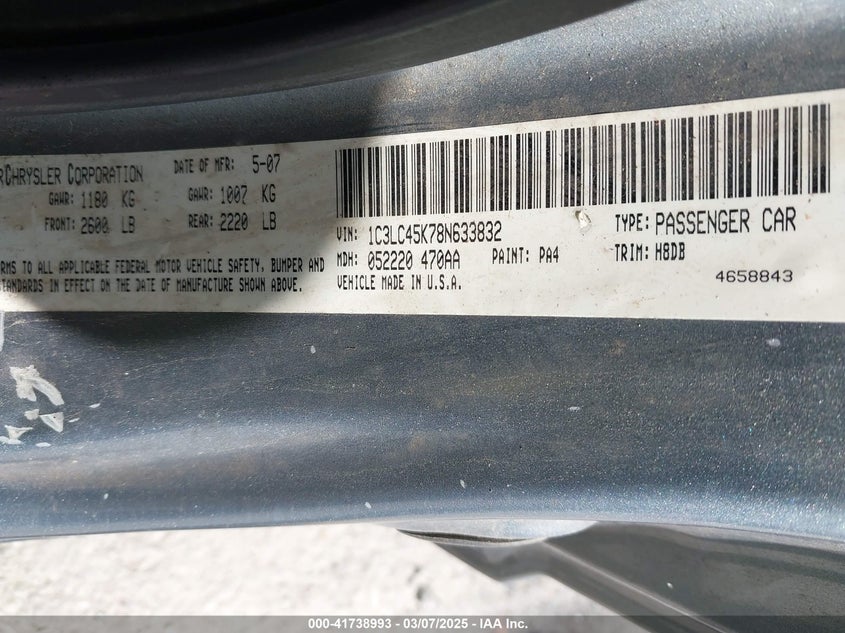 RCHRYSLER CORPORATION DATE OF MFR: 5-07
GAWR: 1180 KG GAWR: 1007 KG
FRONT: 2600 LB REAR: 2220 LB
VIN: 1C3LC45K78N633832 TYPE: PASSENGER CAR
MDH: 052220 470AA PAINT: PA4 TRIM: H8DB
VEHICLE MADE IN U.S.A. 4658843
RMS TO ALL APPLICABLE FEDERAL MOTOR VEHICLE SAFETY, BUMPER AND
STANDARDS IN EFFECT ON THE DATE OF MANUFACTURE SHOWN ABOVE.
000-41738993 - 03/07/2025 - IAA Inc.